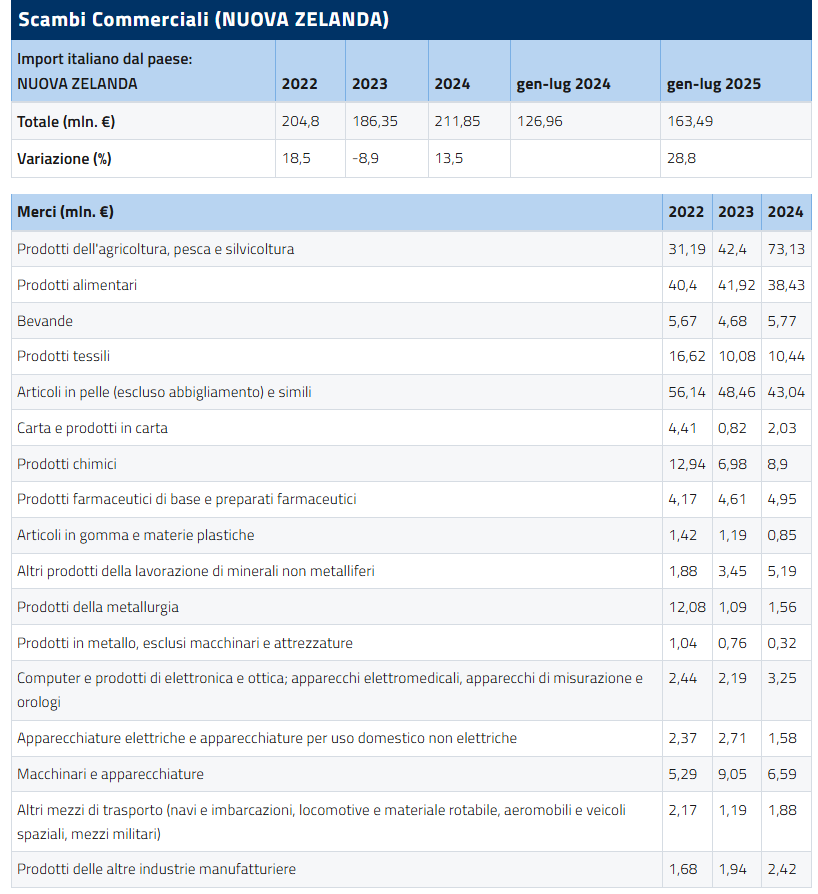 Scambi Commerciali (NUOVA ZELANDA)
Import italiano dal paese:
NUOVA ZELANDA 2022 2023 2024 gen-lug 2024 gen-lug 2025
Totale (mln. €) 204,8 186,35 211,85 126,96 163,49
Variazione (%) 18,5 -8,9 13,5 28,8
Merci (mln. €) 2022 2023 2024
Prodotti dell'agricoltura, pesca e silvicoltura 31,19 42,4 73,13
Prodotti alimentari 40,4 41,92 38,43
Bevande 5,67 4,68 5,77
Prodotti tessili 16,62 10,08 10,44
Articoli in pelle (escluso abbigliamento) e simili 56,14 48,46 43,04
Carta e prodotti in carta 4,41 0,82 2,03
Prodotti chimici 12,94 6,98 8,9
Prodotti farmaceutici di base e preparati farmaceutici 4,17 4,61 4,95
Articoli in gomma e materie plastiche 1,42 1,19 0,85
Altri prodotti della lavorazione di minerali non metalliferi 1,88 3,45 5,19
Prodotti della metallurgia 12,08 1,09 1,56
Prodotti in metallo, esclusi macchinari e attrezzature 1,04 0,76 0,32
Computer e prodotti di elettronica e ottica; apparecchi elettromedicali, apparecchi di misurazione e 2,44 2,19 3,25
orologi
Apparecchiature elettriche e apparecchiature per uso domestico non elettriche 2,37 2,71 1,58
Macchinari e apparecchiature 5,29 9,05 6,59
Altri mezzi di trasporto (navi e imbarcazioni, locomotive e materiale rotabile, aeromobili e veicoli 2,17 1,19 1,88
spaziali, mezzi militari)
Prodotti delle altre industrie manufatturiere 1,68 1,94 2,42